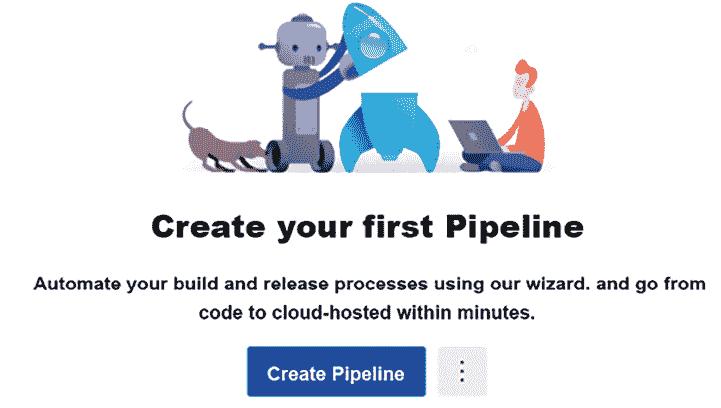 Create your first Pipeline
Automate your build and release processes using our wizard. and go from
code to cloud-hosted within minutes.
Create Pipeline